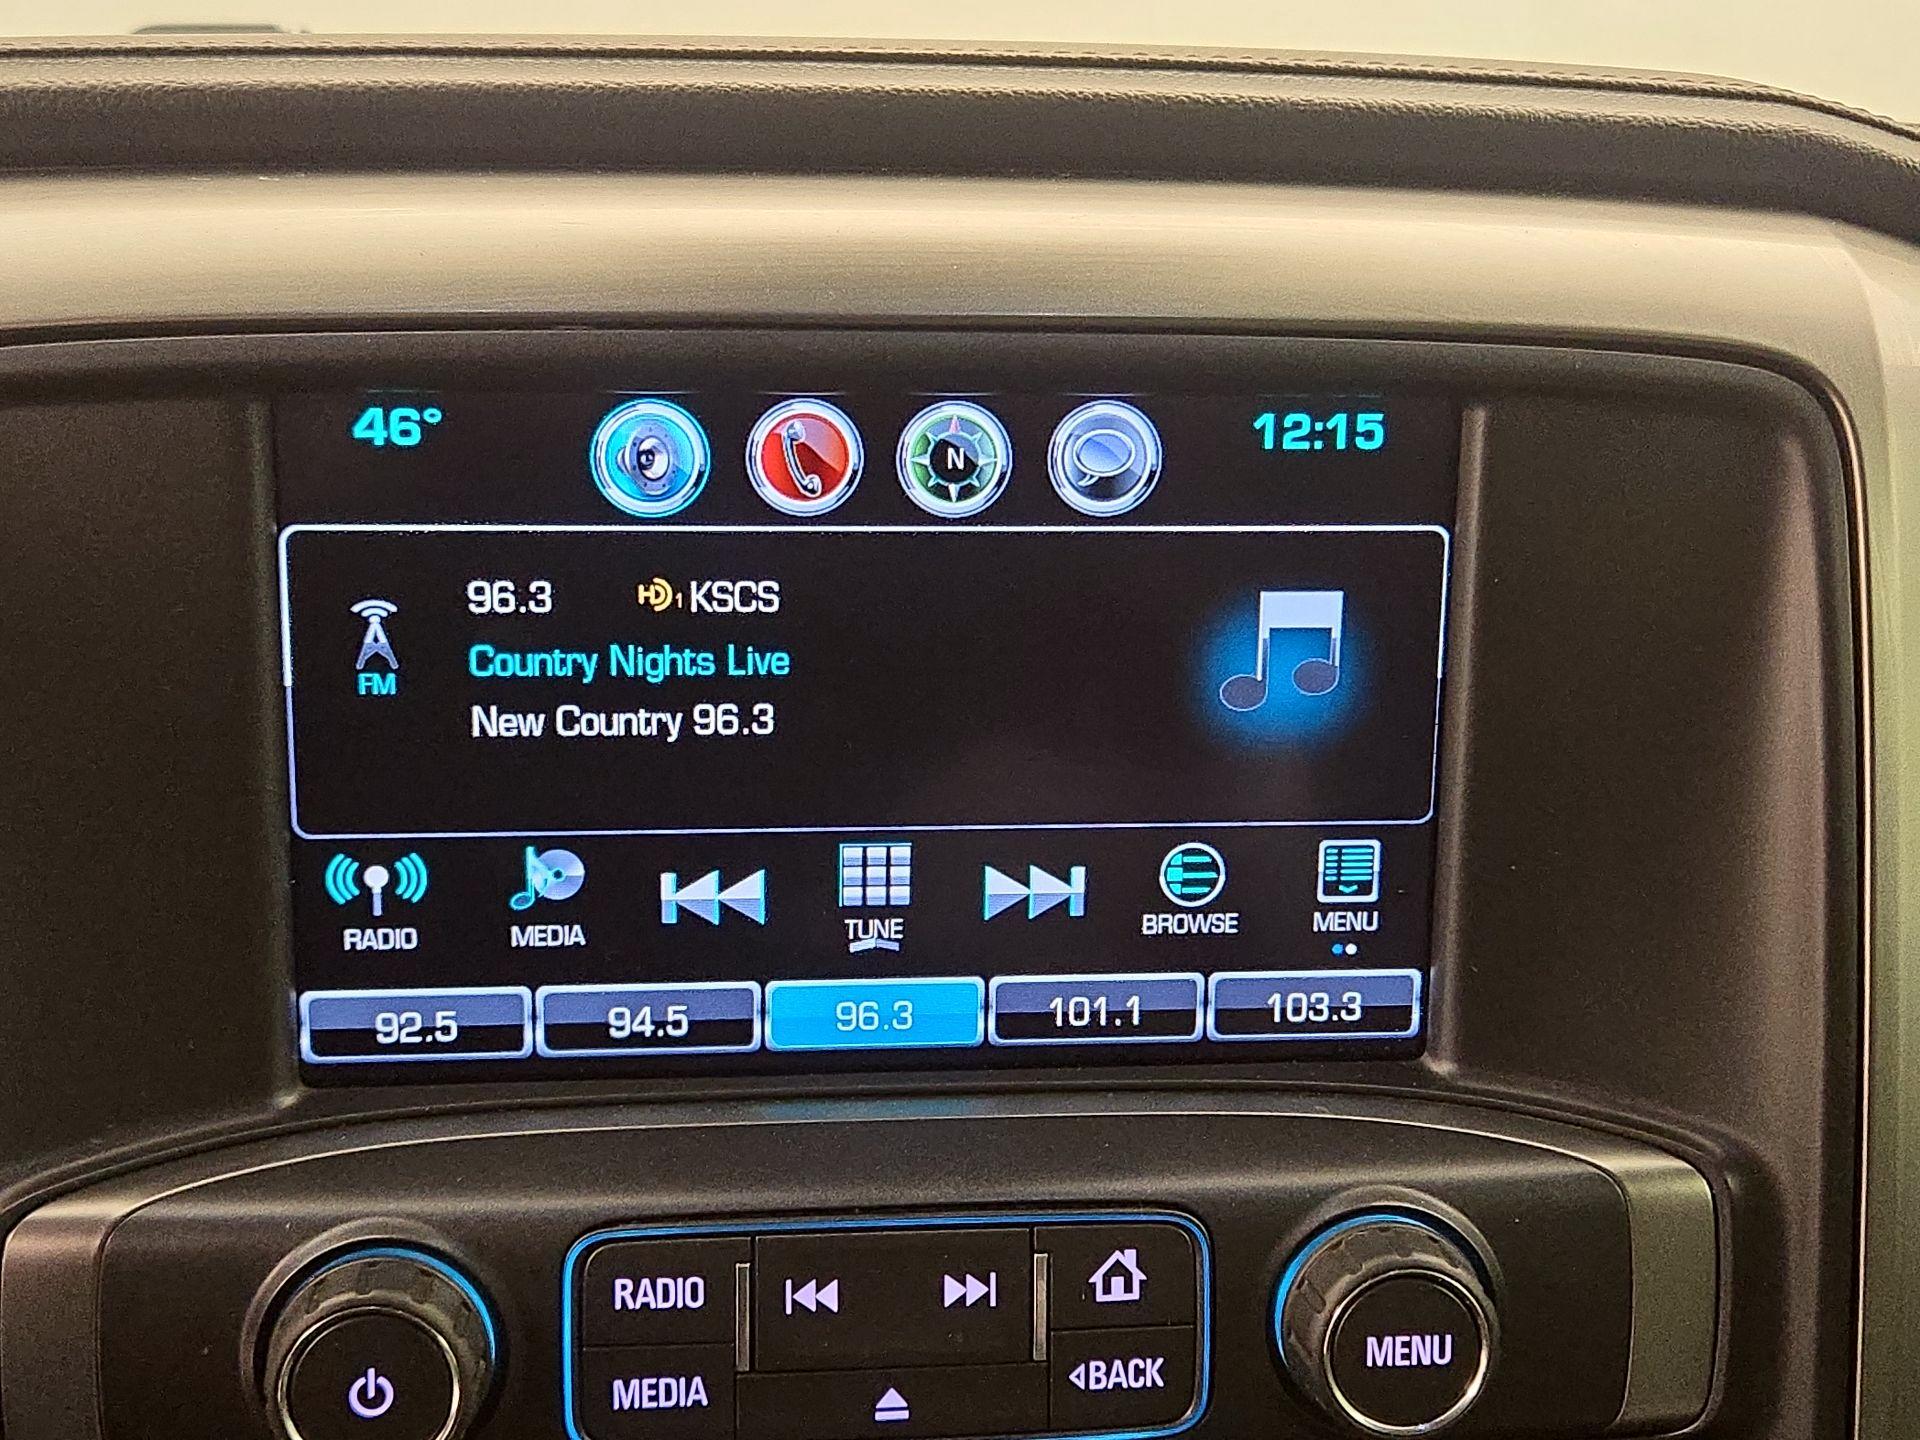 46° N 12:15
96.3 HD1 KSCS
Country Nights Live
FM
New Country 96.3
RADIO MEDIA TUNE BROWSE MENU
92.5 94.5 96.3 101.1 103.3
RADIO
MENU
MEDIA BACK